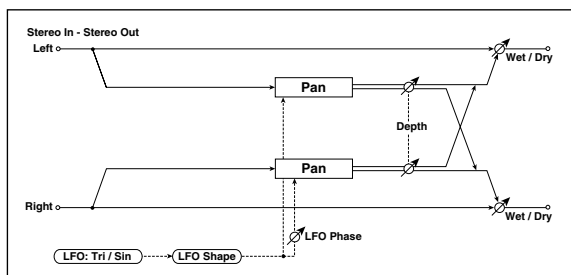 Stereo In - Stereo Out
Left
Wet / Dry
Pan
Depth
Pan
Right
Wet / Dry
LFO Phase
LFO: Tri / Sin
LFO Shape